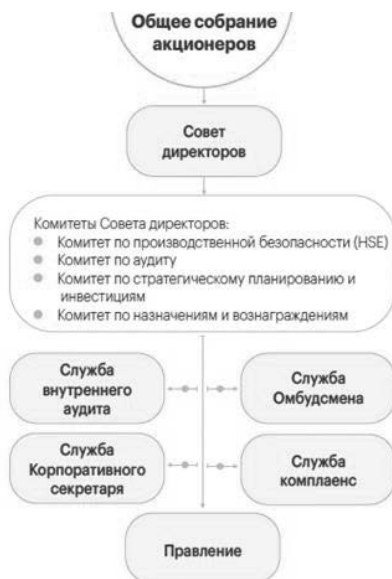 Общее собрание
акционеров
Совет
директоров
Комитеты Совета директоров:
Комитет по производственной безопасности (HSE)
Комитет по аудиту
Комитет по стратегическому планированию и
инвестициям
Комитет по назначениям и вознаграждениям
Служба
внутреннего
аудита
Служба
Омбудсмена
Служба
Корпоративного
секретаря
Служба
комплаенс
Правление